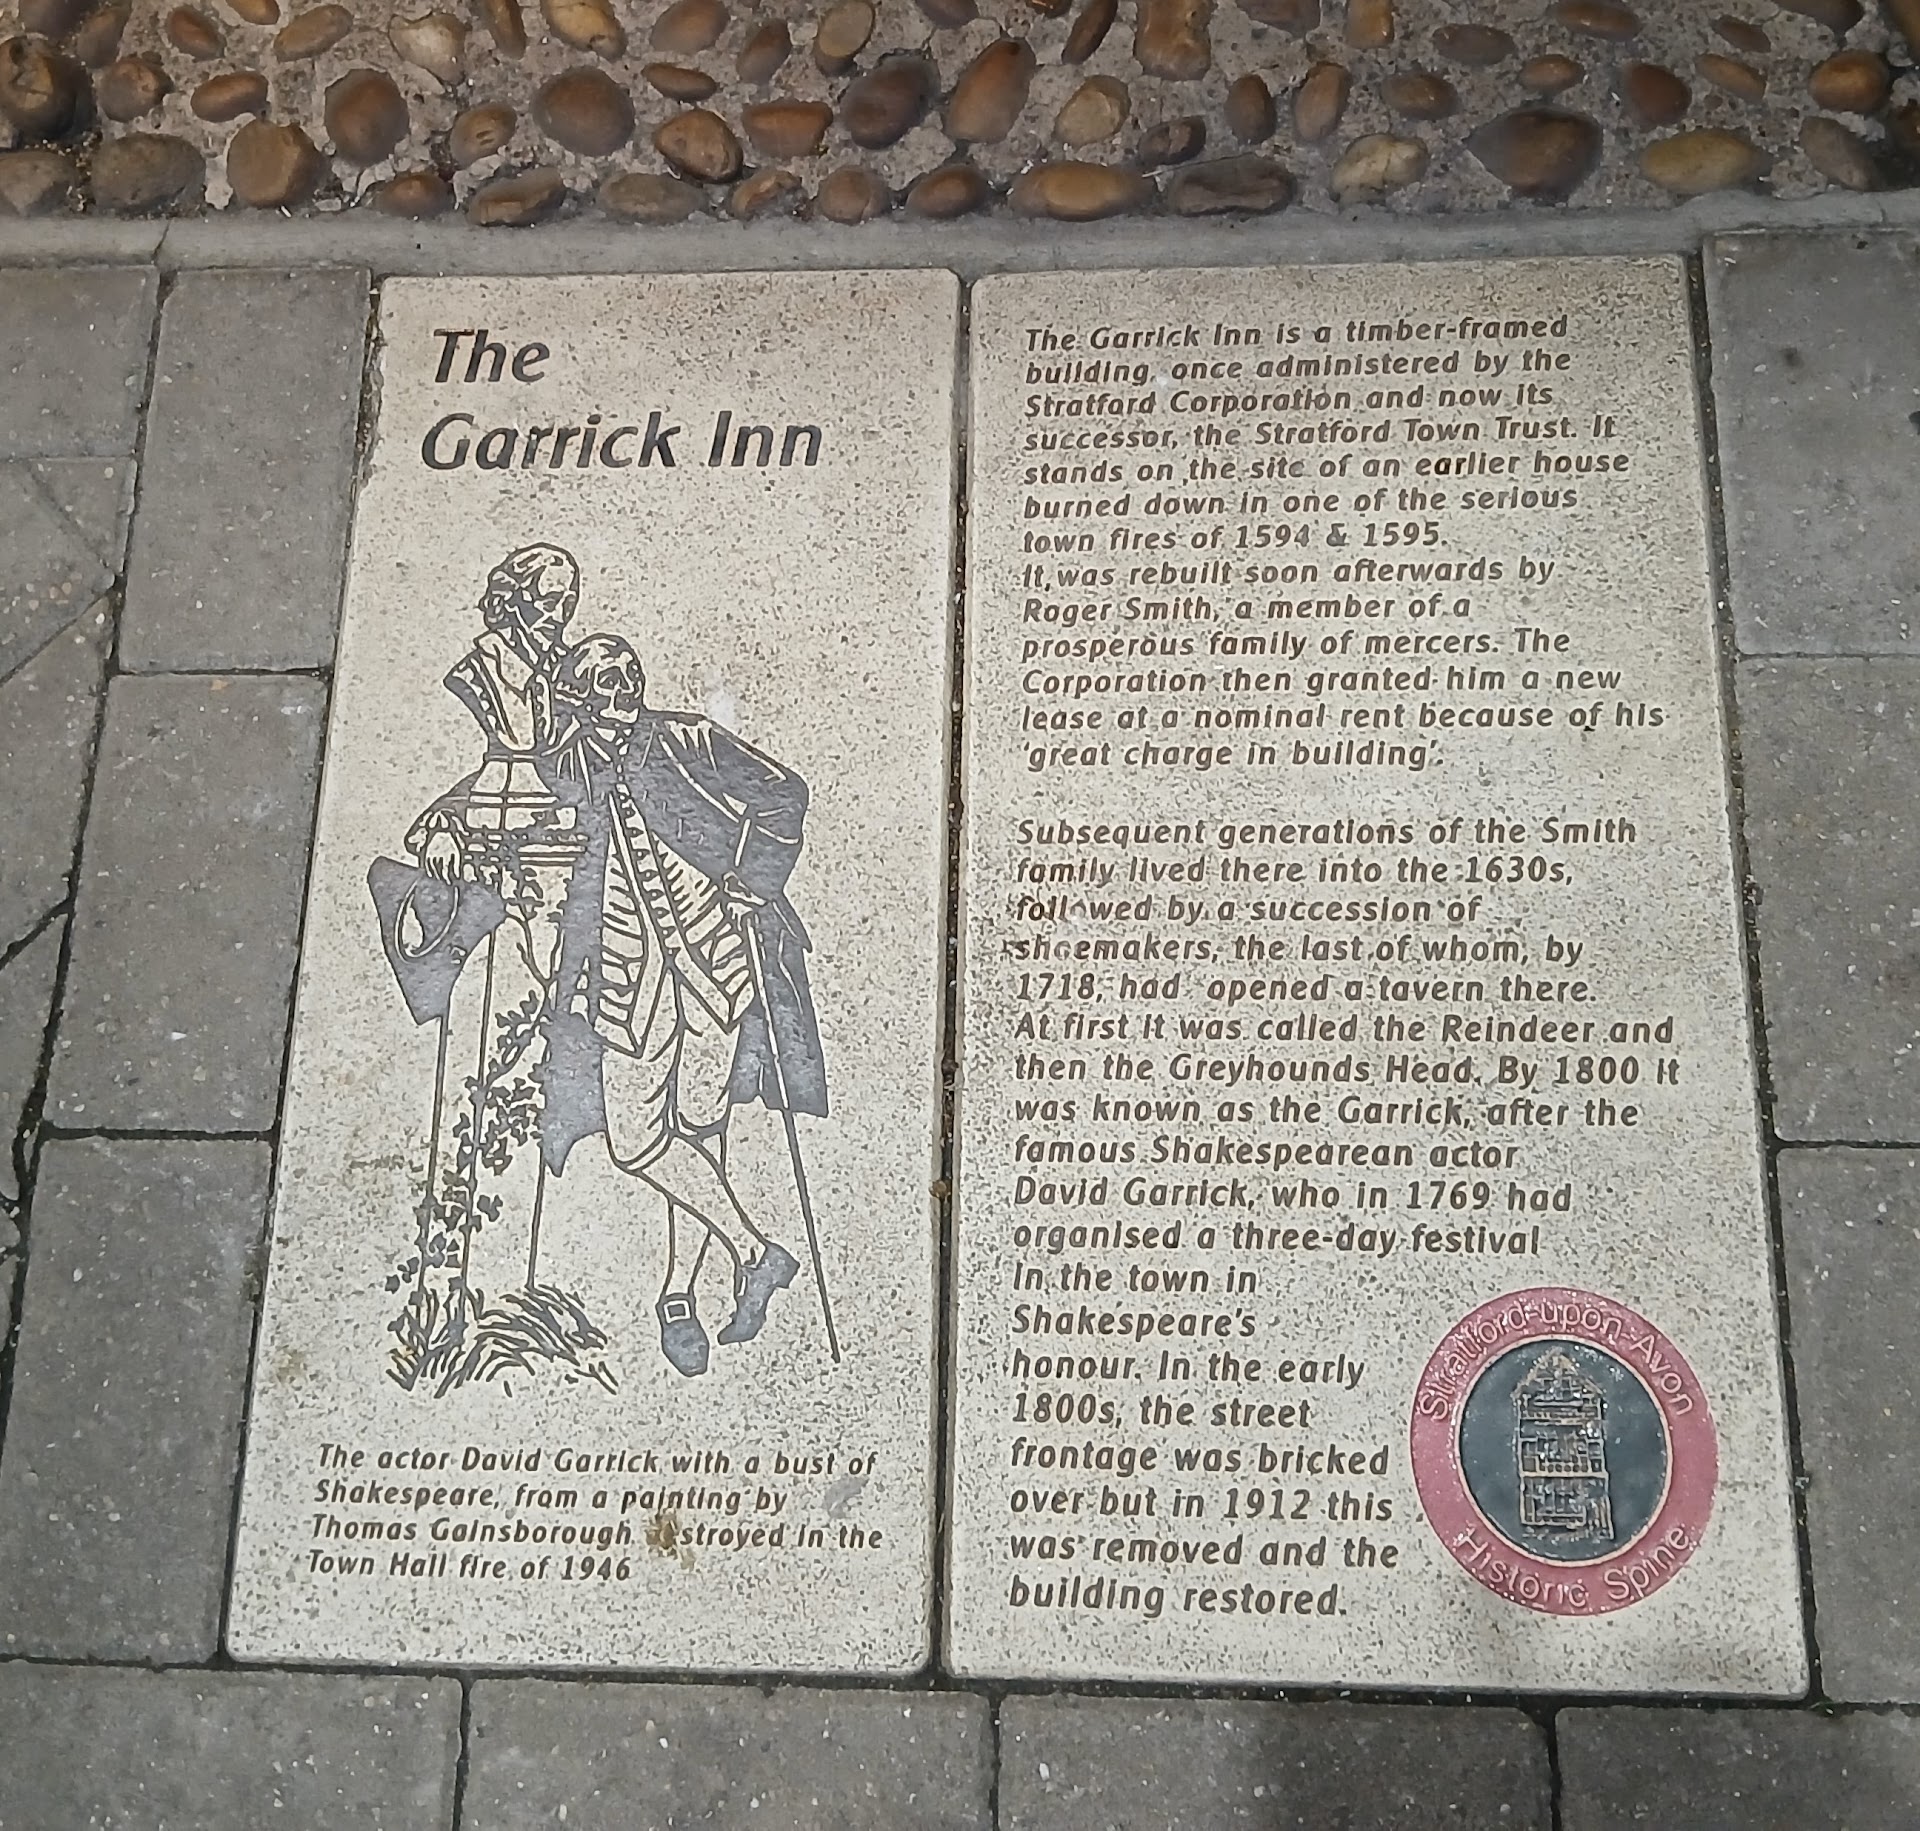 The
Garrick Inn
The actor David Garrick with a bust of
Shakespeare, from a painting by
Thomas Gainsborough destroyed in the
Town Hall fire of 1946
The Garrick Inn is a timber-framed
building, once administered by the
Stratford Corporation and now its
successor, the Stratford Town Trust. It
stands on the site of an earlier house
burned down in one of the serious
town fires of 1594 & 1595.
It was rebuilt soon afterwards by
Roger Smith, a member of a
prosperous family of mercers. The
Corporation then granted him a new
lease at a nominal rent because of his
'great charge in building'.
Subsequent generations of the Smith
family lived there into the 1630s,
followed by a succession of
shoemakers, the last of whom, by
1718, had opened a tavern there.
At first it was called the Reindeer and
then the Greyhounds Head. By 1800 it
was known as the Garrick, after the
famous Shakespearean actor
David Garrick, who in 1769 had
organised a three-day festival
in the town in
Shakespeare's
honour. In the early
1800s, the street
frontage was bricked
over but in 1912 this
was removed and the
building restored.
Stratford-upon-Avon
Historic Spine